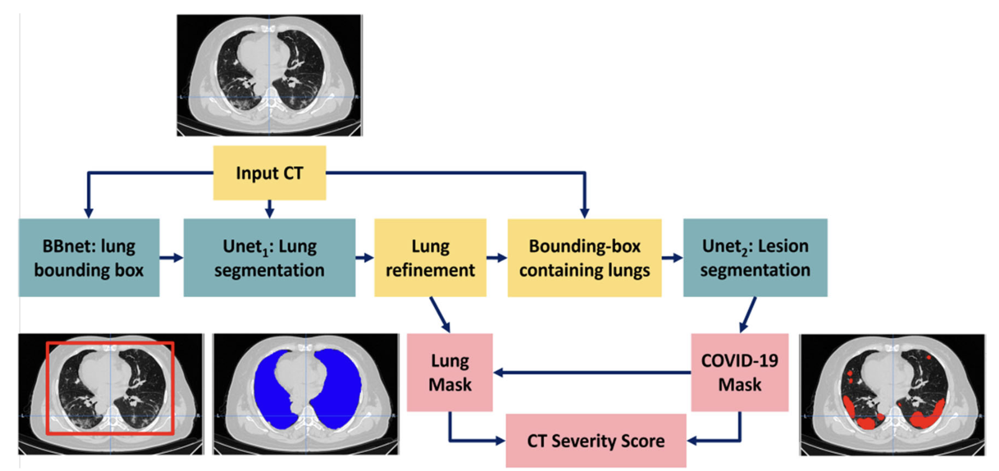 L
R
Input CT
BBnet: lung
bounding box
Unet₁: Lung
segmentation
Lung
refinement
Bounding-box
containing lungs
Unet₂: Lesion
segmentation
L
R
L
R
Lung
Mask
COVID-19
Mask
L
R
CT Severity Score